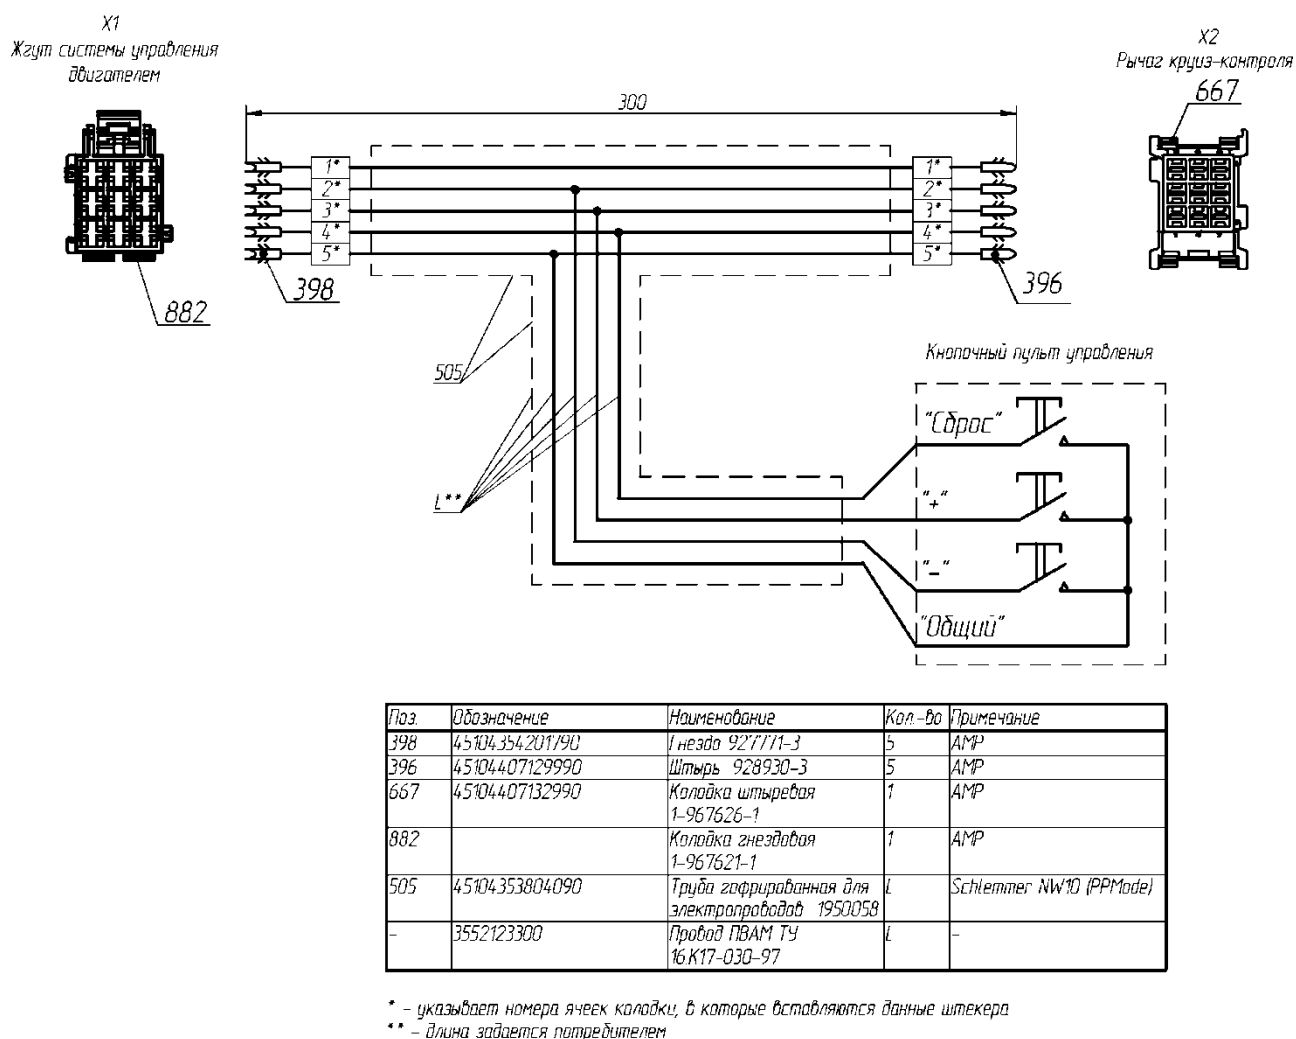 X1
Жгут системы управления
двигателем
X2
Рычаг круиз-контроля
667
300
1* 1*
2* 2*
3* 3*
4* 4*
5* 5*
398
396
882
505
L**
Кнопочный пульт управления
"Сброс"
"+"
"–"
"Общий"
Поз. Обозначение Наименование Кол.-во Примечание
398 45104354201790 Гнездо 927771-3 5 AMP
396 45104407129990 Штырь 928930-3 5 AMP
667 45104407132990 Колодка штыревая 1 AMP
1-967626-1
882 Колодка гнездовая 1 AMP
1-967621-1
505 45104353804090 Труба гафрированная для L Schlemmer NW10 (PPMode)
электропроводов 1950058
– 3552123300 Провод ПВАМ ТУ L –
16.К17-030-97
* – указывает номера ячеек колодки, в которые вставляются данные штекера
** – длина задается потребителем